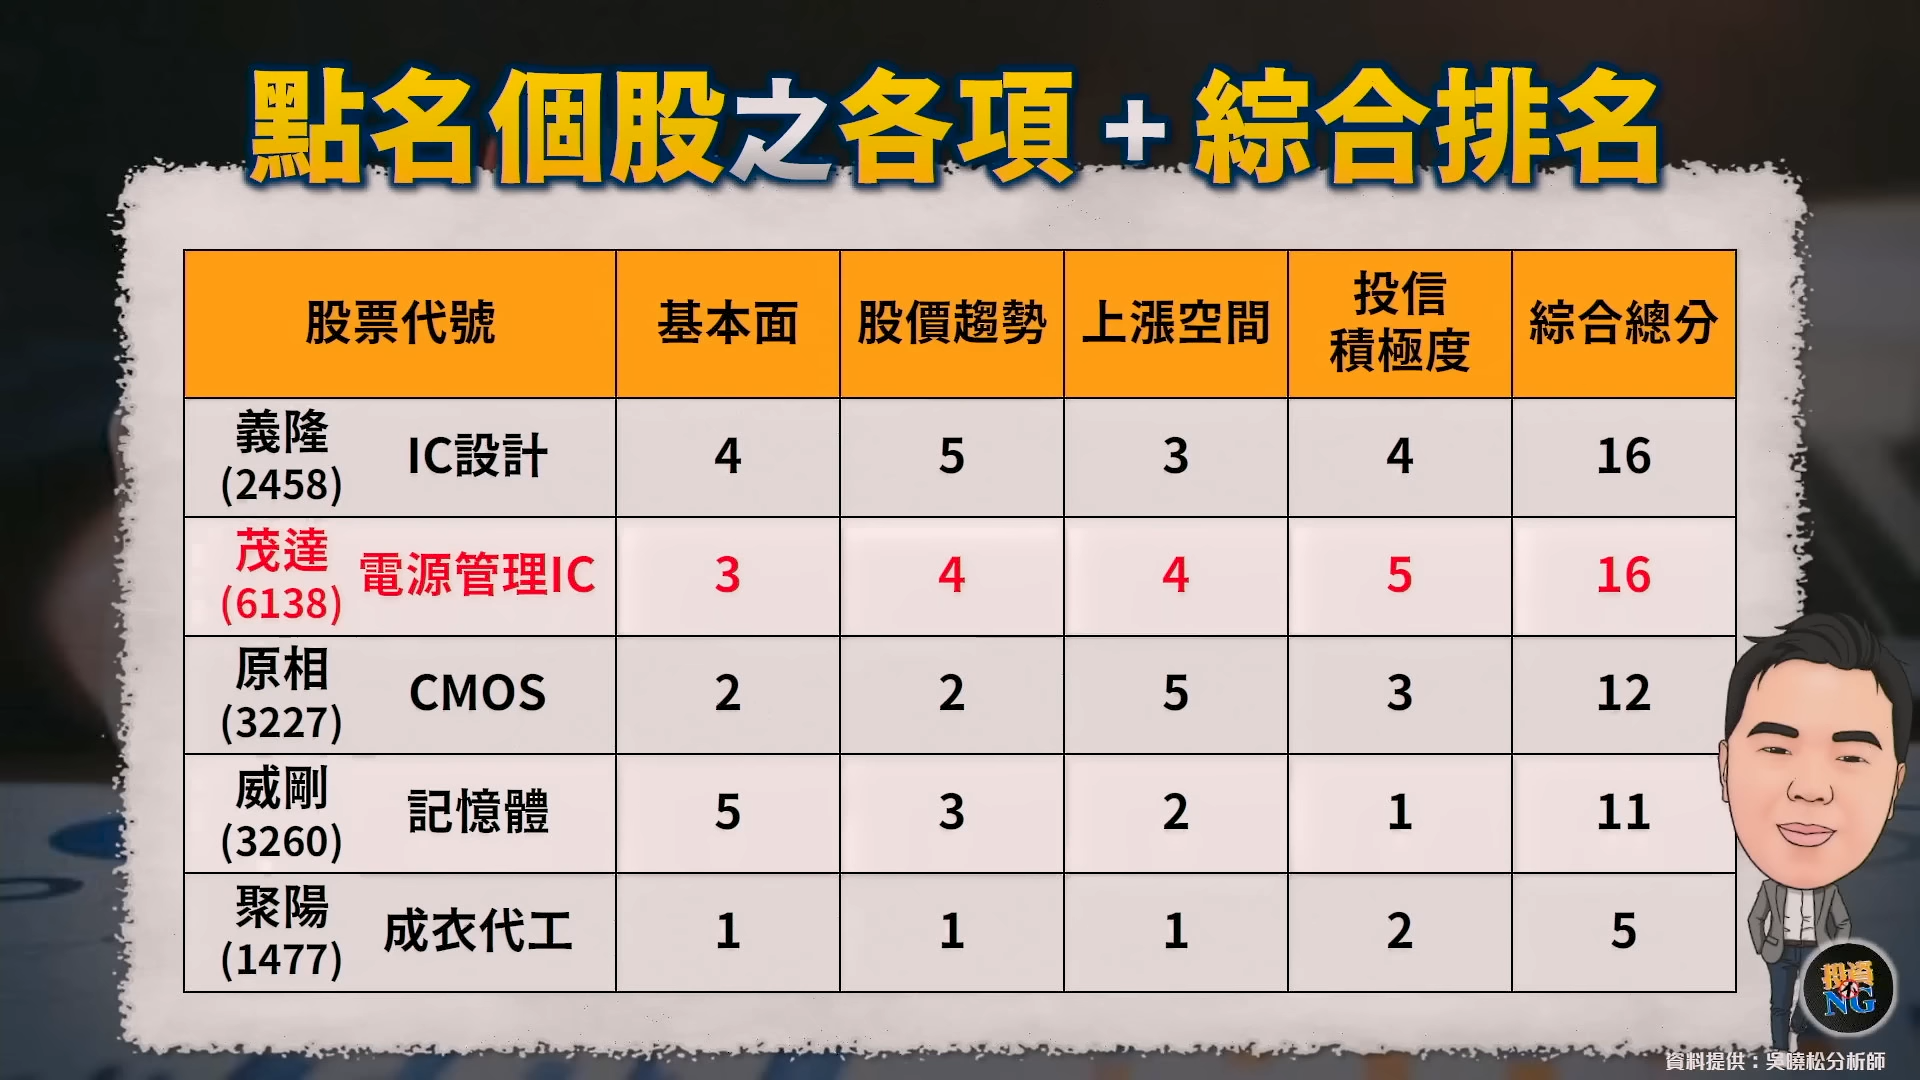 點名個股之各項+綜合排名
股票代號 基本面 股價趨勢 上漲空間 投信積極度 綜合總分
義隆(2458) IC設計 4 5 3 4 16
茂達(6138) 電源管理IC 3 4 4 5 16
原相(3227) CMOS 2 2 5 3 12
威剛(3260) 記憶體 5 3 2 1 11
聚陽(1477) 成衣代工 1 1 1 2 5
投資
不
NG
資料提供：吳曉松分析師